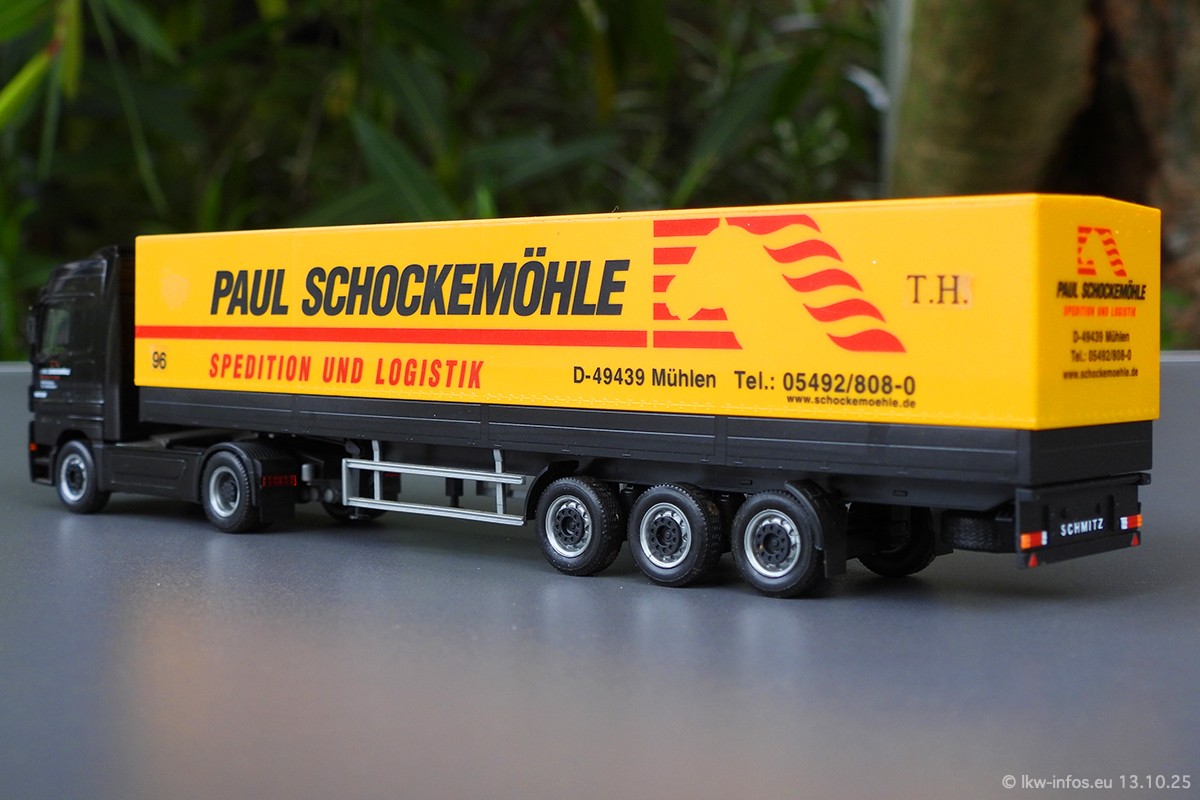 PAUL SCHOCKEMÖHLE
T.H.
96
SPEDITION UND LOGISTIK
D-49439 Mühlen Tel.: 05492/808-0
www.schockemoehle.de
PAUL SCHOCKEMÖHLE
SPEDITION UND LOGISTIK
D-49439 Mühlen
Tel.: 05492/808-0
www.schockemoehle.de
SCHMITZ
© lkw-infos.eu 13.10.25